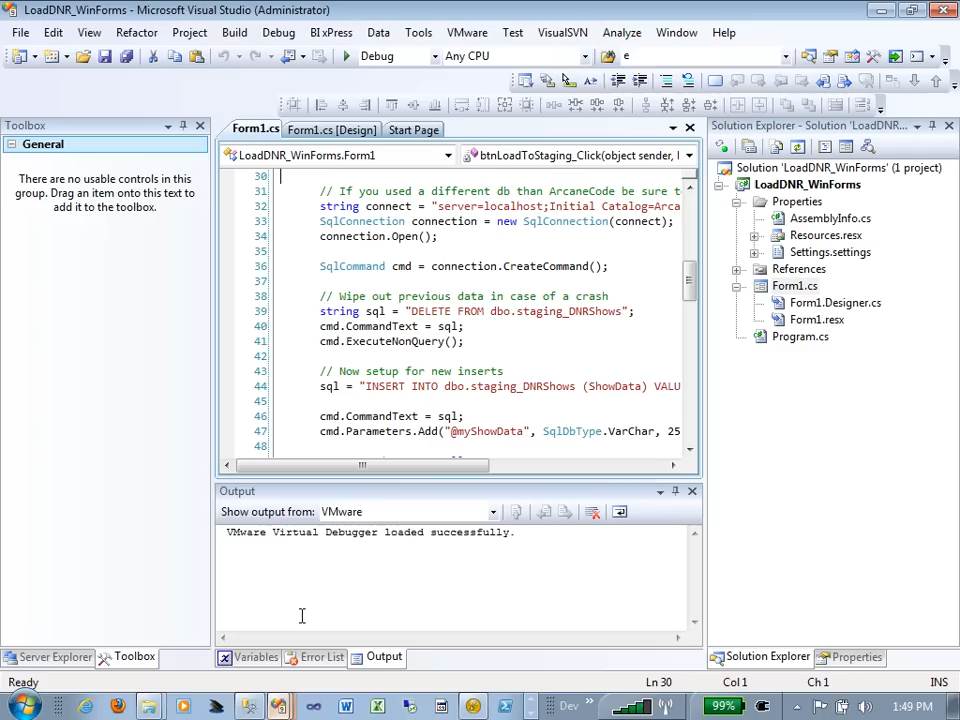 LoadDNR_WinForms - Microsoft Visual Studio (Administrator)
File Edit View Refactor Project Build Debug BI xPress Data Tools VMware Test VisualSVN Analyze Window Help
Debug Any CPU e
Toolbox
General
There are no usable controls in this
group. Drag an item onto this text to
add it to the toolbox.
Form1.cs Form1.cs [Design] Start Page
LoadDNR_WinForms.Form1 btnLoadToStaging_Click(object sender,
30
31 // If you used a different db than ArcaneCode be sure t
32 string connect = "server=localhost;Initial Catalog=Arca
33 SqlConnection connection = new SqlConnection(connect);
34 connection.Open();
35
36 SqlCommand cmd = connection.CreateCommand();
37
38 // Wipe out previous data in case of a crash
39 string sql = "DELETE FROM dbo.staging_DNRShows";
40 cmd.CommandText = sql;
41 cmd.ExecuteNonQuery();
42
43 // Now setup for new inserts
44 sql = "INSERT INTO dbo.staging_DNRShows (ShowData) VALU
45
46 cmd.CommandText = sql;
47 cmd.Parameters.Add("@myShowData", SqlDbType.VarChar, 25
48
Output
Show output from: VMware
VMware Virtual Debugger loaded successfully.
Solution Explorer - Solution 'LoadDNR...
Solution 'LoadDNR_WinForms' (1 project)
LoadDNR_WinForms
Properties
AssemblyInfo.cs
Resources.resx
Settings.settings
References
Form1.cs
Form1.Designer.cs
Form1.resx
Program.cs
Server Explorer Toolbox Variables Error List Output Solution Explorer Properties
Ready Ln 30 Col 1 Ch 1 INS
Dev » 99% 1:49 PM